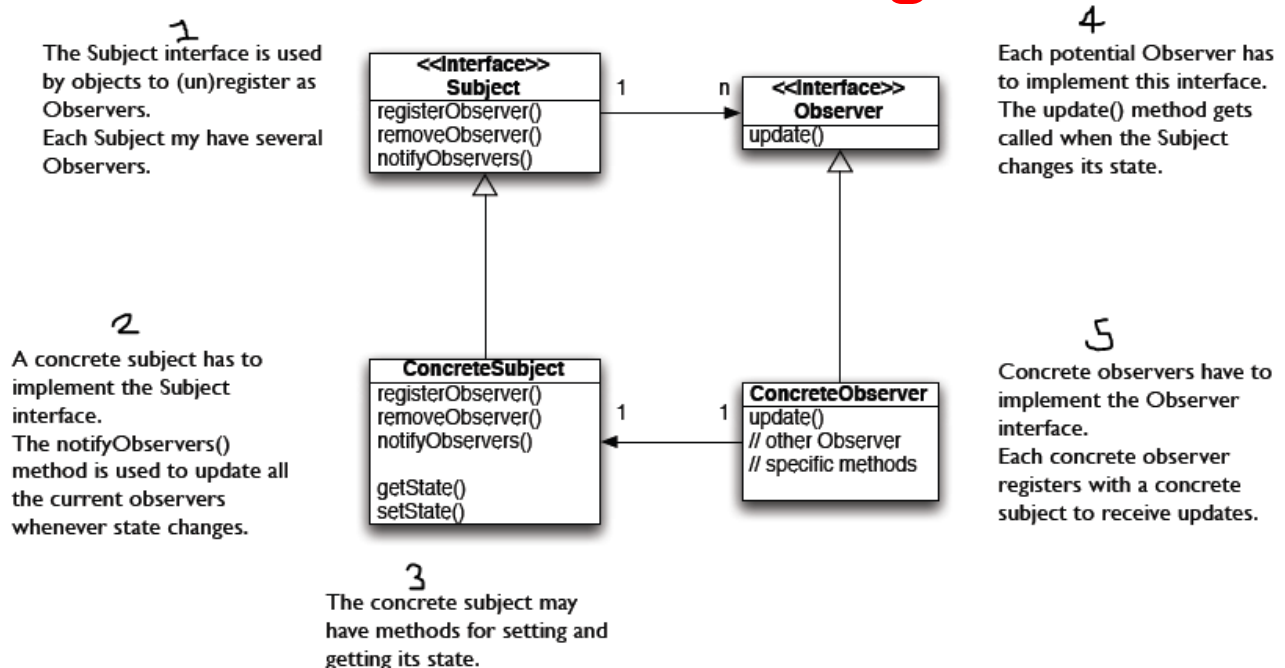 1
The Subject interface is used
by objects to (un)register as
Observers.
Each Subject my have several
Observers.
<<Interface>>
Subject
registerObserver()
removeObserver()
notifyObservers()
1
n
<<Interface>>
Observer
update()
4
Each potential Observer has
to implement this interface.
The update() method gets
called when the Subject
changes its state.
2
A concrete subject has to
implement the Subject
interface.
The notifyObservers()
method is used to update all
the current observers
whenever state changes.
ConcreteSubject
registerObserver()
removeObserver()
notifyObservers()
getState()
setState()
1
1
ConcreteObserver
update()
// other Observer
// specific methods
5
Concrete observers have to
implement the Observer
interface.
Each concrete observer
registers with a concrete
subject to receive updates.
3
The concrete subject may
have methods for setting and
getting its state.